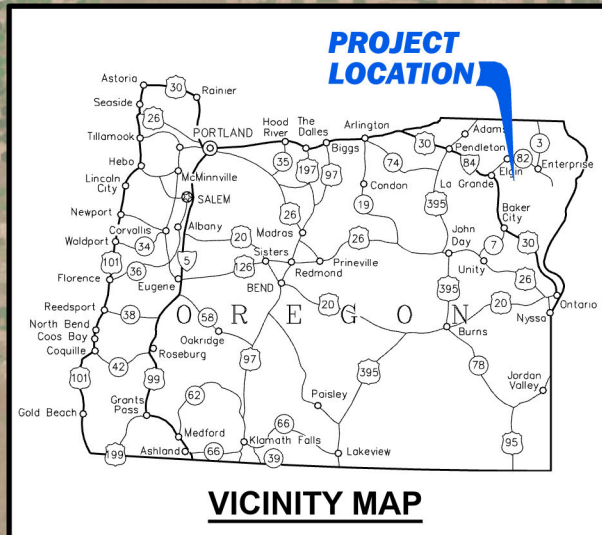 PROJECT
LOCATION
Astoria
30
Rainier
Seaside
26
Tillamook
PORTLAND
Hood
River
The
Dalles
Arlington
Biggs
30
Adams
Pendleton
3
82
Elgin
Enterprise
84
La Grande
Hebo
McMinnville
35
197
97
74
Lincoln
City
SALEM
Condon
19
395
Baker
City
Newport
Corvallis
Albany
26
Madras
20
26
John
Day
7
30
Waldport
34
Sisters
Prineville
Unity
101
36
5
126
Redmond
26
Florence
Eugene
BEND
395
20
Ontario
Nyssa
Reedsport
38
OREGON
58
20
North Bend
Coos Bay
Coquille
Oakridge
Burns
42
Roseburg
97
395
78
101
99
62
Paisley
Jordan
Valley
Gold Beach
Grants
Pass
Medford
66
Klamath Falls
95
199
Ashland
66
39
Lakeview
VICINITY MAP